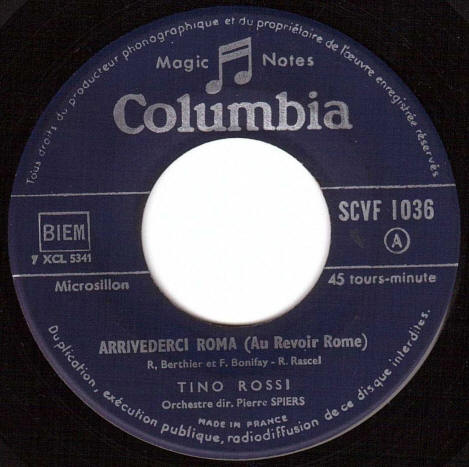 Tous droits du producteur phonographique et du propriétaire de l'œuvre enregistrée réservés
Magic Notes
Columbia
BIEM
7 XCL 5341
SCVF 1036
A
Microsillon
45 tours-minute
ARRIVEDERCI ROMA (Au Revoir Rome)
R. Berthier et F. Bonifay - R. Rascel
TINO ROSSI
Orchestre dir. Pierre SPIERS
MADE IN FRANCE
Duplication, exécution publique, radiodiffusion de ce disque interdites.